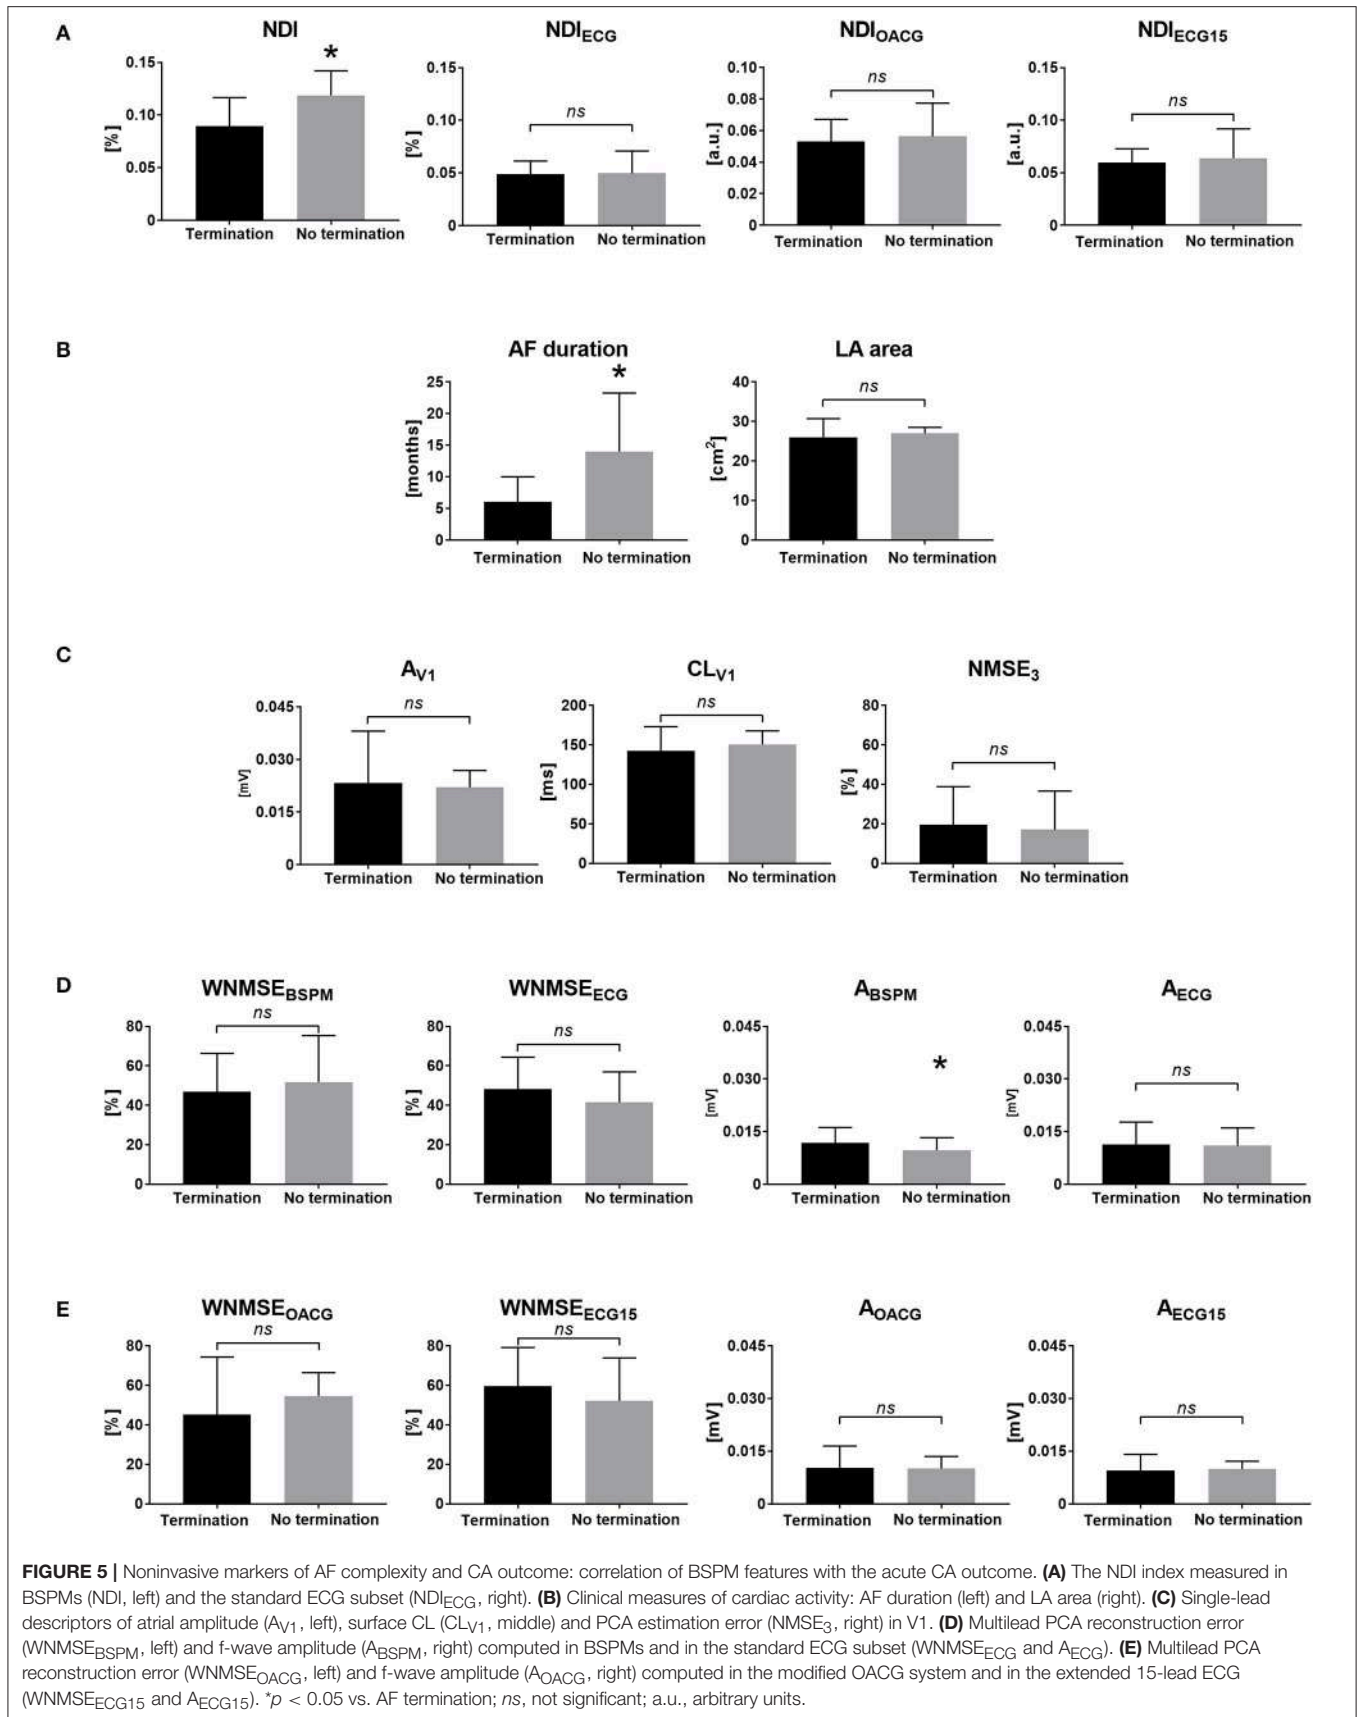 A
NDI
NDI_ECG
NDI_OACG
NDI_ECG15
*
ns
ns
ns
[%]
0.15
0.10
0.05
0
Termination No termination
[%]
0.15
0.10
0.05
0
Termination No termination
[a.u.]
0.10
0.08
0.06
0.04
0.02
0
Termination No termination
[a.u.]
0.15
0.10
0.05
0
Termination No termination
B
AF duration
LA area
*
ns
[months]
25
20
15
10
5
0
Termination No termination
[cm²]
40
30
20
10
0
Termination No termination
C
A_V1
CL_V1
NMSE_3
ns
ns
ns
[mV]
0.045
0.030
0.015
0
Termination No termination
[ms]
200
150
100
50
0
Termination No termination
[%]
80
60
40
20
0
Termination No termination
D
WNMSE_BSPM
WNMSE_ECG
A_BSPM
A_ECG
ns
ns
*
ns
[%]
80
60
40
20
0
Termination No termination
[%]
80
60
40
20
0
Termination No termination
[mV]
0.045
0.030
0.015
0
Termination No termination
[mV]
0.045
0.030
0.015
0
Termination No termination
E
WNMSE_OACG
WNMSE_ECG15
A_OACG
A_ECG15
ns
ns
ns
ns
[%]
80
60
40
20
0
Termination No termination
[%]
80
60
40
20
0
Termination No termination
[mV]
0.045
0.030
0.015
0
Termination No termination
[mV]
0.045
0.030
0.015
0
Termination No termination
FIGURE 5 | Noninvasive markers of AF complexity and CA outcome: correlation of BSPM features with the acute CA outcome. (A) The NDI index measured in
BSPMs (NDI, left) and the standard ECG subset (NDI_ECG, right). (B) Clinical measures of cardiac activity: AF duration (left) and LA area (right). (C) Single-lead
descriptors of atrial amplitude (A_V1, left), surface CL (CL_V1, middle) and PCA estimation error (NMSE_3, right) in V1. (D) Multilead PCA reconstruction error
(WNMSE_BSPM, left) and f-wave amplitude (A_BSPM, right) computed in BSPMs and in the standard ECG subset (WNMSE_ECG and A_ECG). (E) Multilead PCA
reconstruction error (WNMSE_OACG, left) and f-wave amplitude (A_OACG, right) computed in the modified OACG system and in the extended 15-lead ECG
(WNMSE_ECG15 and A_ECG15). *p < 0.05 vs. AF termination; ns, not significant; a.u., arbitrary units.